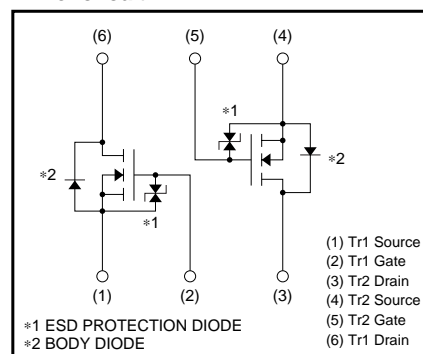 (6) (5) (4)
∗1
∗2 ∗2
∗1
(1) (2) (3)
(1) Tr1 Source
(2) Tr1 Gate
(3) Tr2 Drain
(4) Tr2 Source
(5) Tr2 Gate
(6) Tr1 Drain
∗1 ESD PROTECTION DIODE
∗2 BODY DIODE